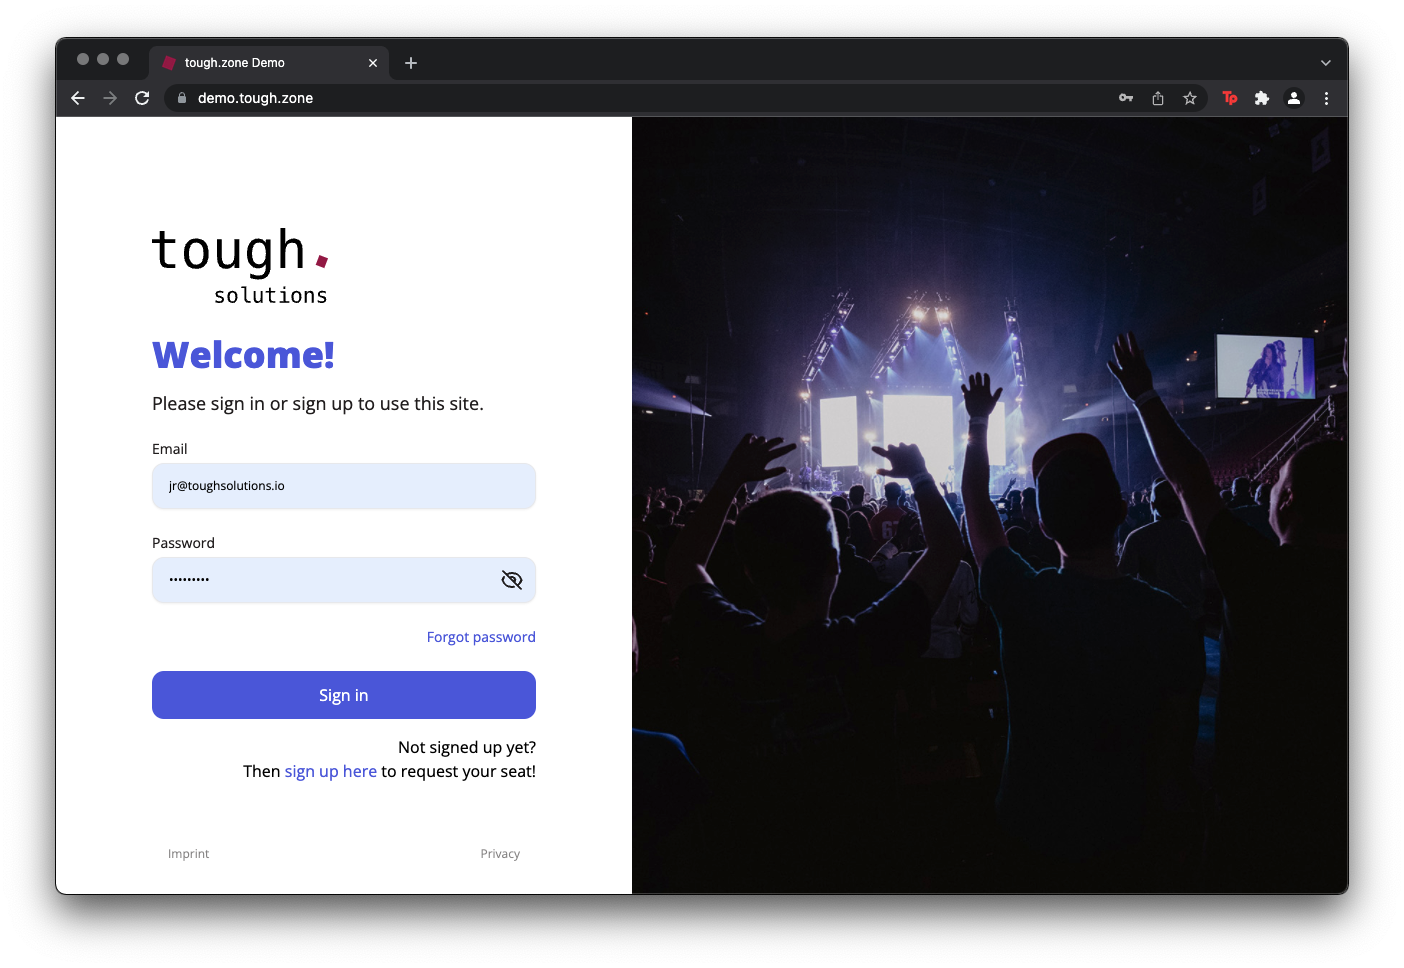 tough.zone Demo
demo.tough.zone
Tp
tough.
solutions
Welcome!
Please sign in or sign up to use this site.
Email
jr@toughsolutions.io
Password
•••••••••
Forgot password
Sign in
Not signed up yet?
Then sign up here to request your seat!
Imprint
Privacy